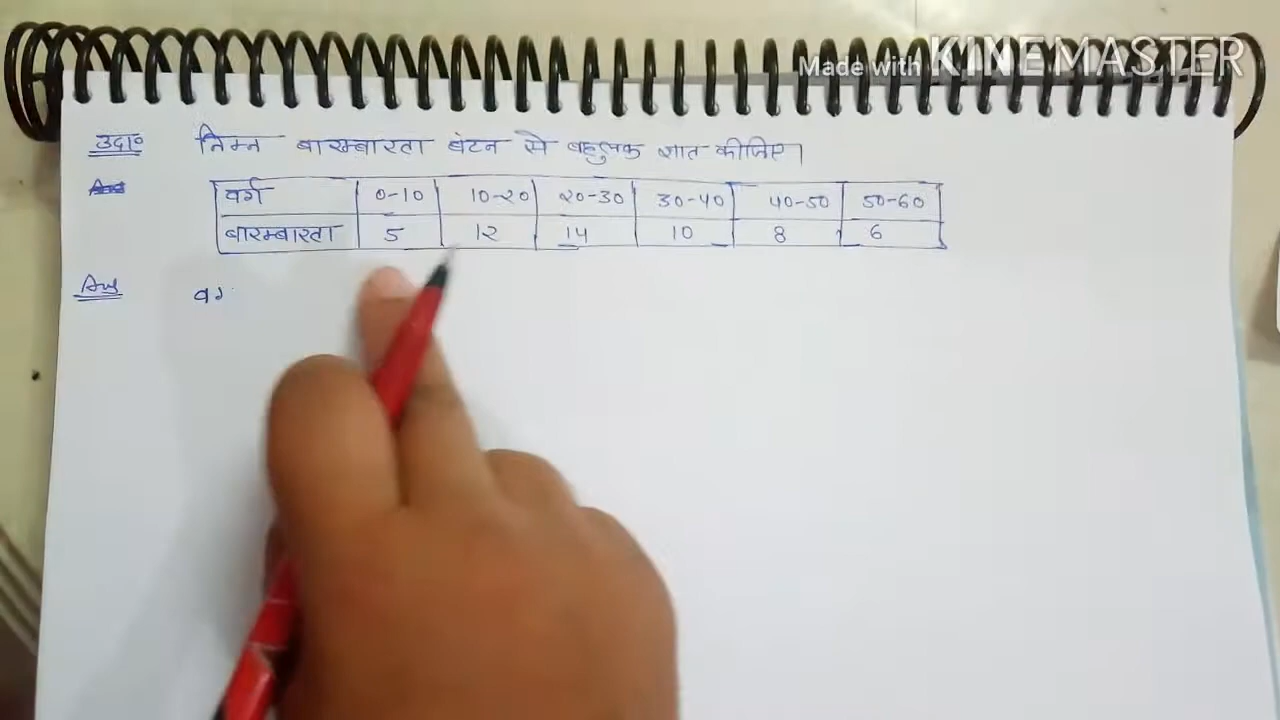 Made with KINEMASTER
उदा० निम्न बारम्बारता बंटन से बहुलक ज्ञात कीजिए।
वर्ग 0-10 10-20 20-30 30-40 40-50 50-60
बारम्बारता 5 12 14 10 8 6